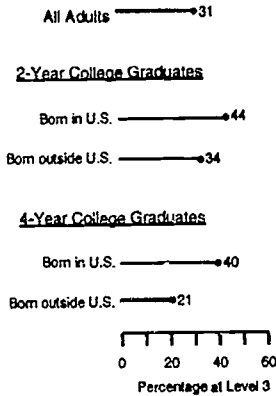 All Adults 31
2-Year College Graduates
Born in U.S. 44
Born outside U.S. 34
4-Year College Graduates
Born in U.S. 40
Born outside U.S. 21
0 20 40 60
Percentage at Level 3